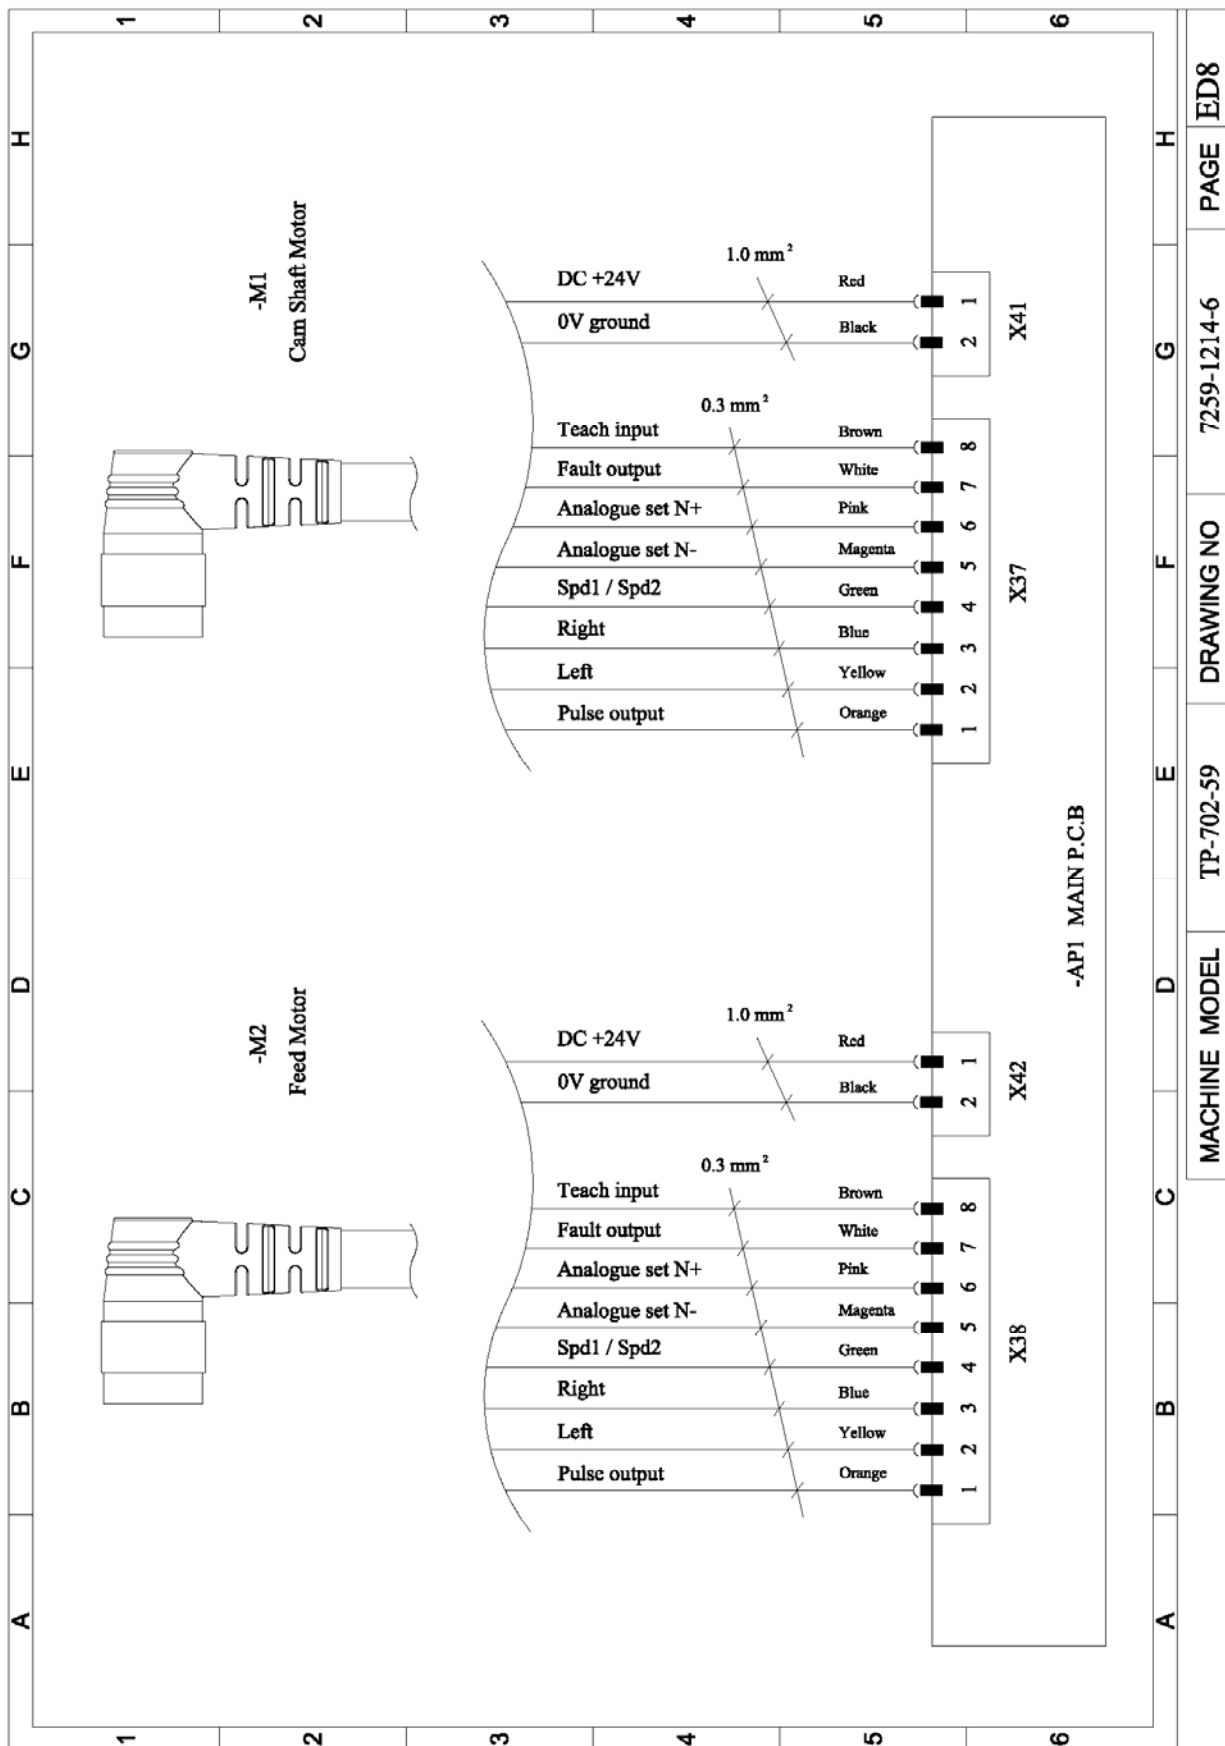 1 2 3 4 5 6
H
G
F
E
D
C
B
A
-M1
Cam Shaft Motor
DC +24V 1.0 mm² Red 1
0V ground Black 2
X41
0.3 mm²
Teach input Brown 8
Fault output White 7
Analogue set N+ Pink 6
Analogue set N- Magenta 5
Spd1 / Spd2 Green 4
Right Blue 3
Left Yellow 2
Pulse output Orange 1
X37
-AP1 MAIN P.C.B
-M2
Feed Motor
DC +24V 1.0 mm² Red 1
0V ground Black 2
X42
0.3 mm²
Teach input Brown 8
Fault output White 7
Analogue set N+ Pink 6
Analogue set N- Magenta 5
Spd1 / Spd2 Green 4
Right Blue 3
Left Yellow 2
Pulse output Orange 1
X38
H
G
F
E
D
C
B
A
1 2 3 4 5 6
MACHINE MODEL TP-702-59 DRAWING NO 7259-1214-6 PAGE ED8